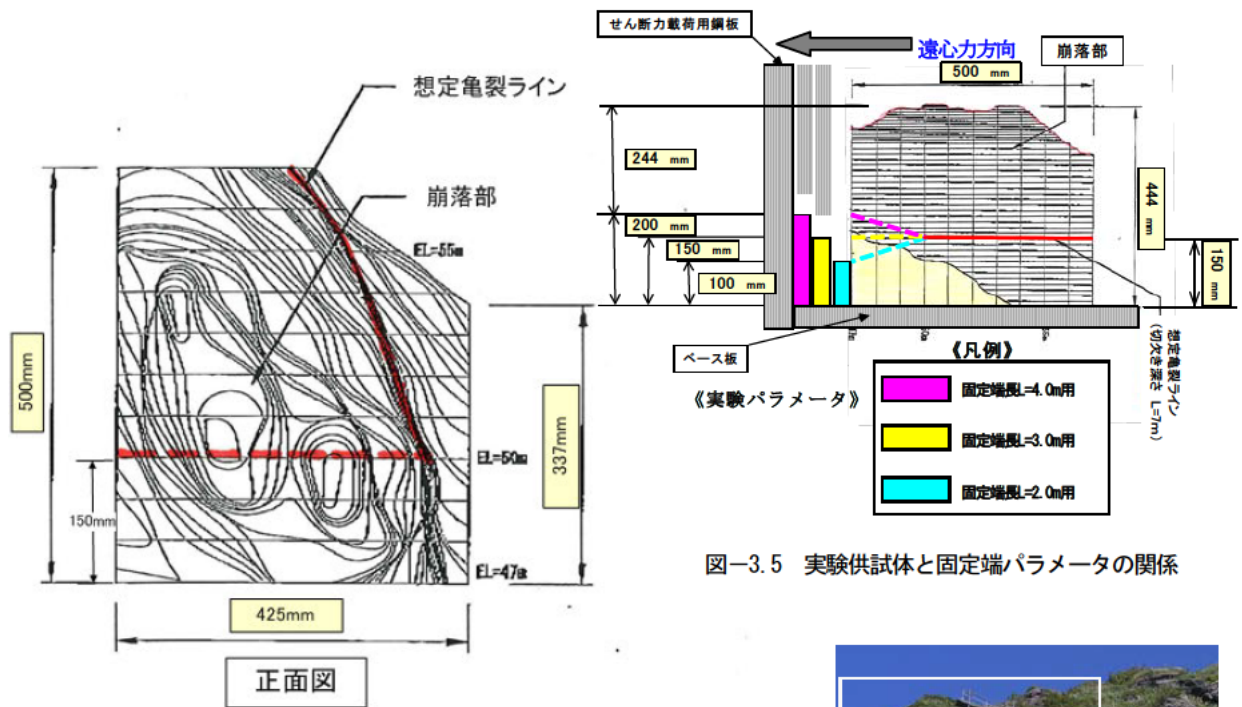 想定亀裂ライン
崩落部
EL=55m
500mm
EL=50m
337mm
150mm
EL=47m
425mm
正面図
せん断力載荷用鋼板
遠心力方向
崩落部
500 mm
244 mm
200 mm
150 mm
100 mm
444 mm
150 mm
ベース板
想定亀裂ライン
(切欠き深さ L=7m)
《実験パラメータ》
《凡例》
固定端長L=4.0m用
固定端長L=3.0m用
固定端長L=2.0m用
図-3.5 実験供試体と固定端パラメータの関係